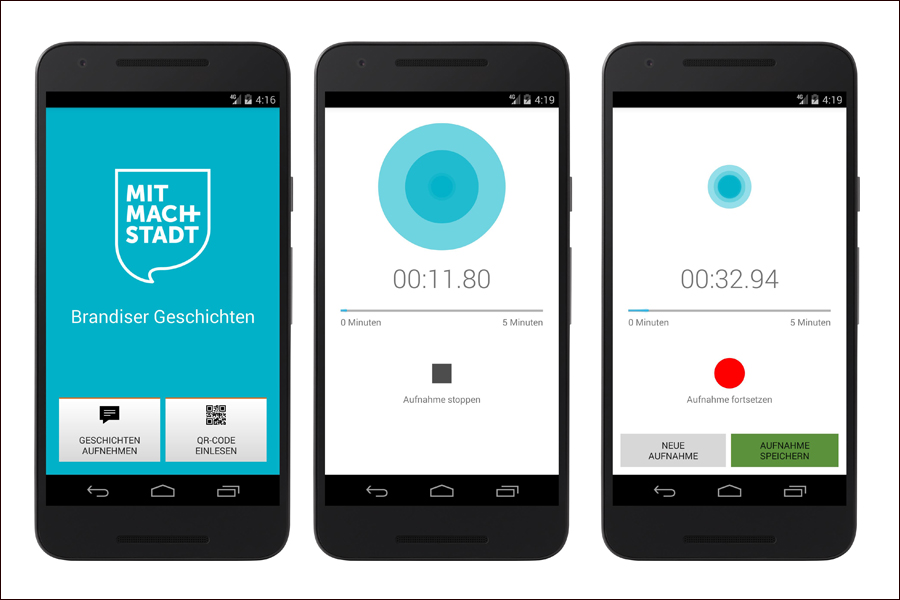 4G 4:16
MIT
MACH
STADT
Brandiser Geschichten
GESCHICHTEN
AUFNEHMEN
QR-CODE
EINLESEN
4G 4:19
00:11.80
0 Minuten 5 Minuten
Aufnahme stoppen
4G 4:19
00:32.94
0 Minuten 5 Minuten
Aufnahme fortsetzen
NEUE
AUFNAHME
AUFNAHME
SPEICHERN